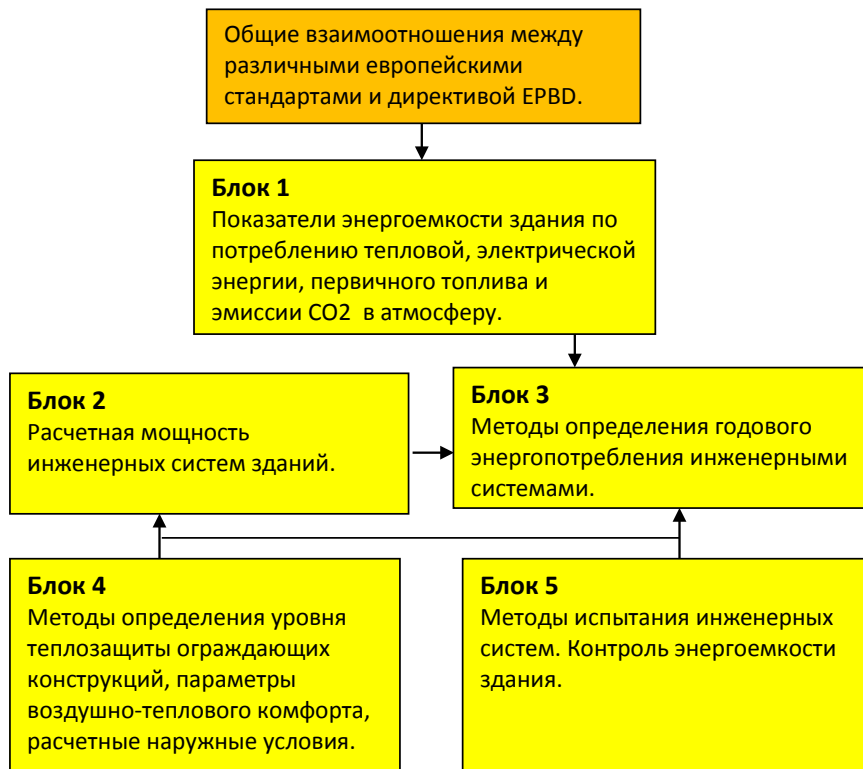 Общие взаимоотношения между
различными европейскими
стандартами и директивой EPBD.
Блок 1
Показатели энергоемкости здания по
потреблению тепловой, электрической
энергии, первичного топлива и
эмиссии СО2 в атмосферу.
Блок 2
Расчетная мощность
инженерных систем зданий.
Блок 3
Методы определения годового
энергопотребления инженерными
системами.
Блок 4
Методы определения уровня
теплозащиты ограждающих
конструкций, параметры
воздушно-теплового комфорта,
расчетные наружные условия.
Блок 5
Методы испытания инженерных
систем. Контроль энергоемкости
здания.